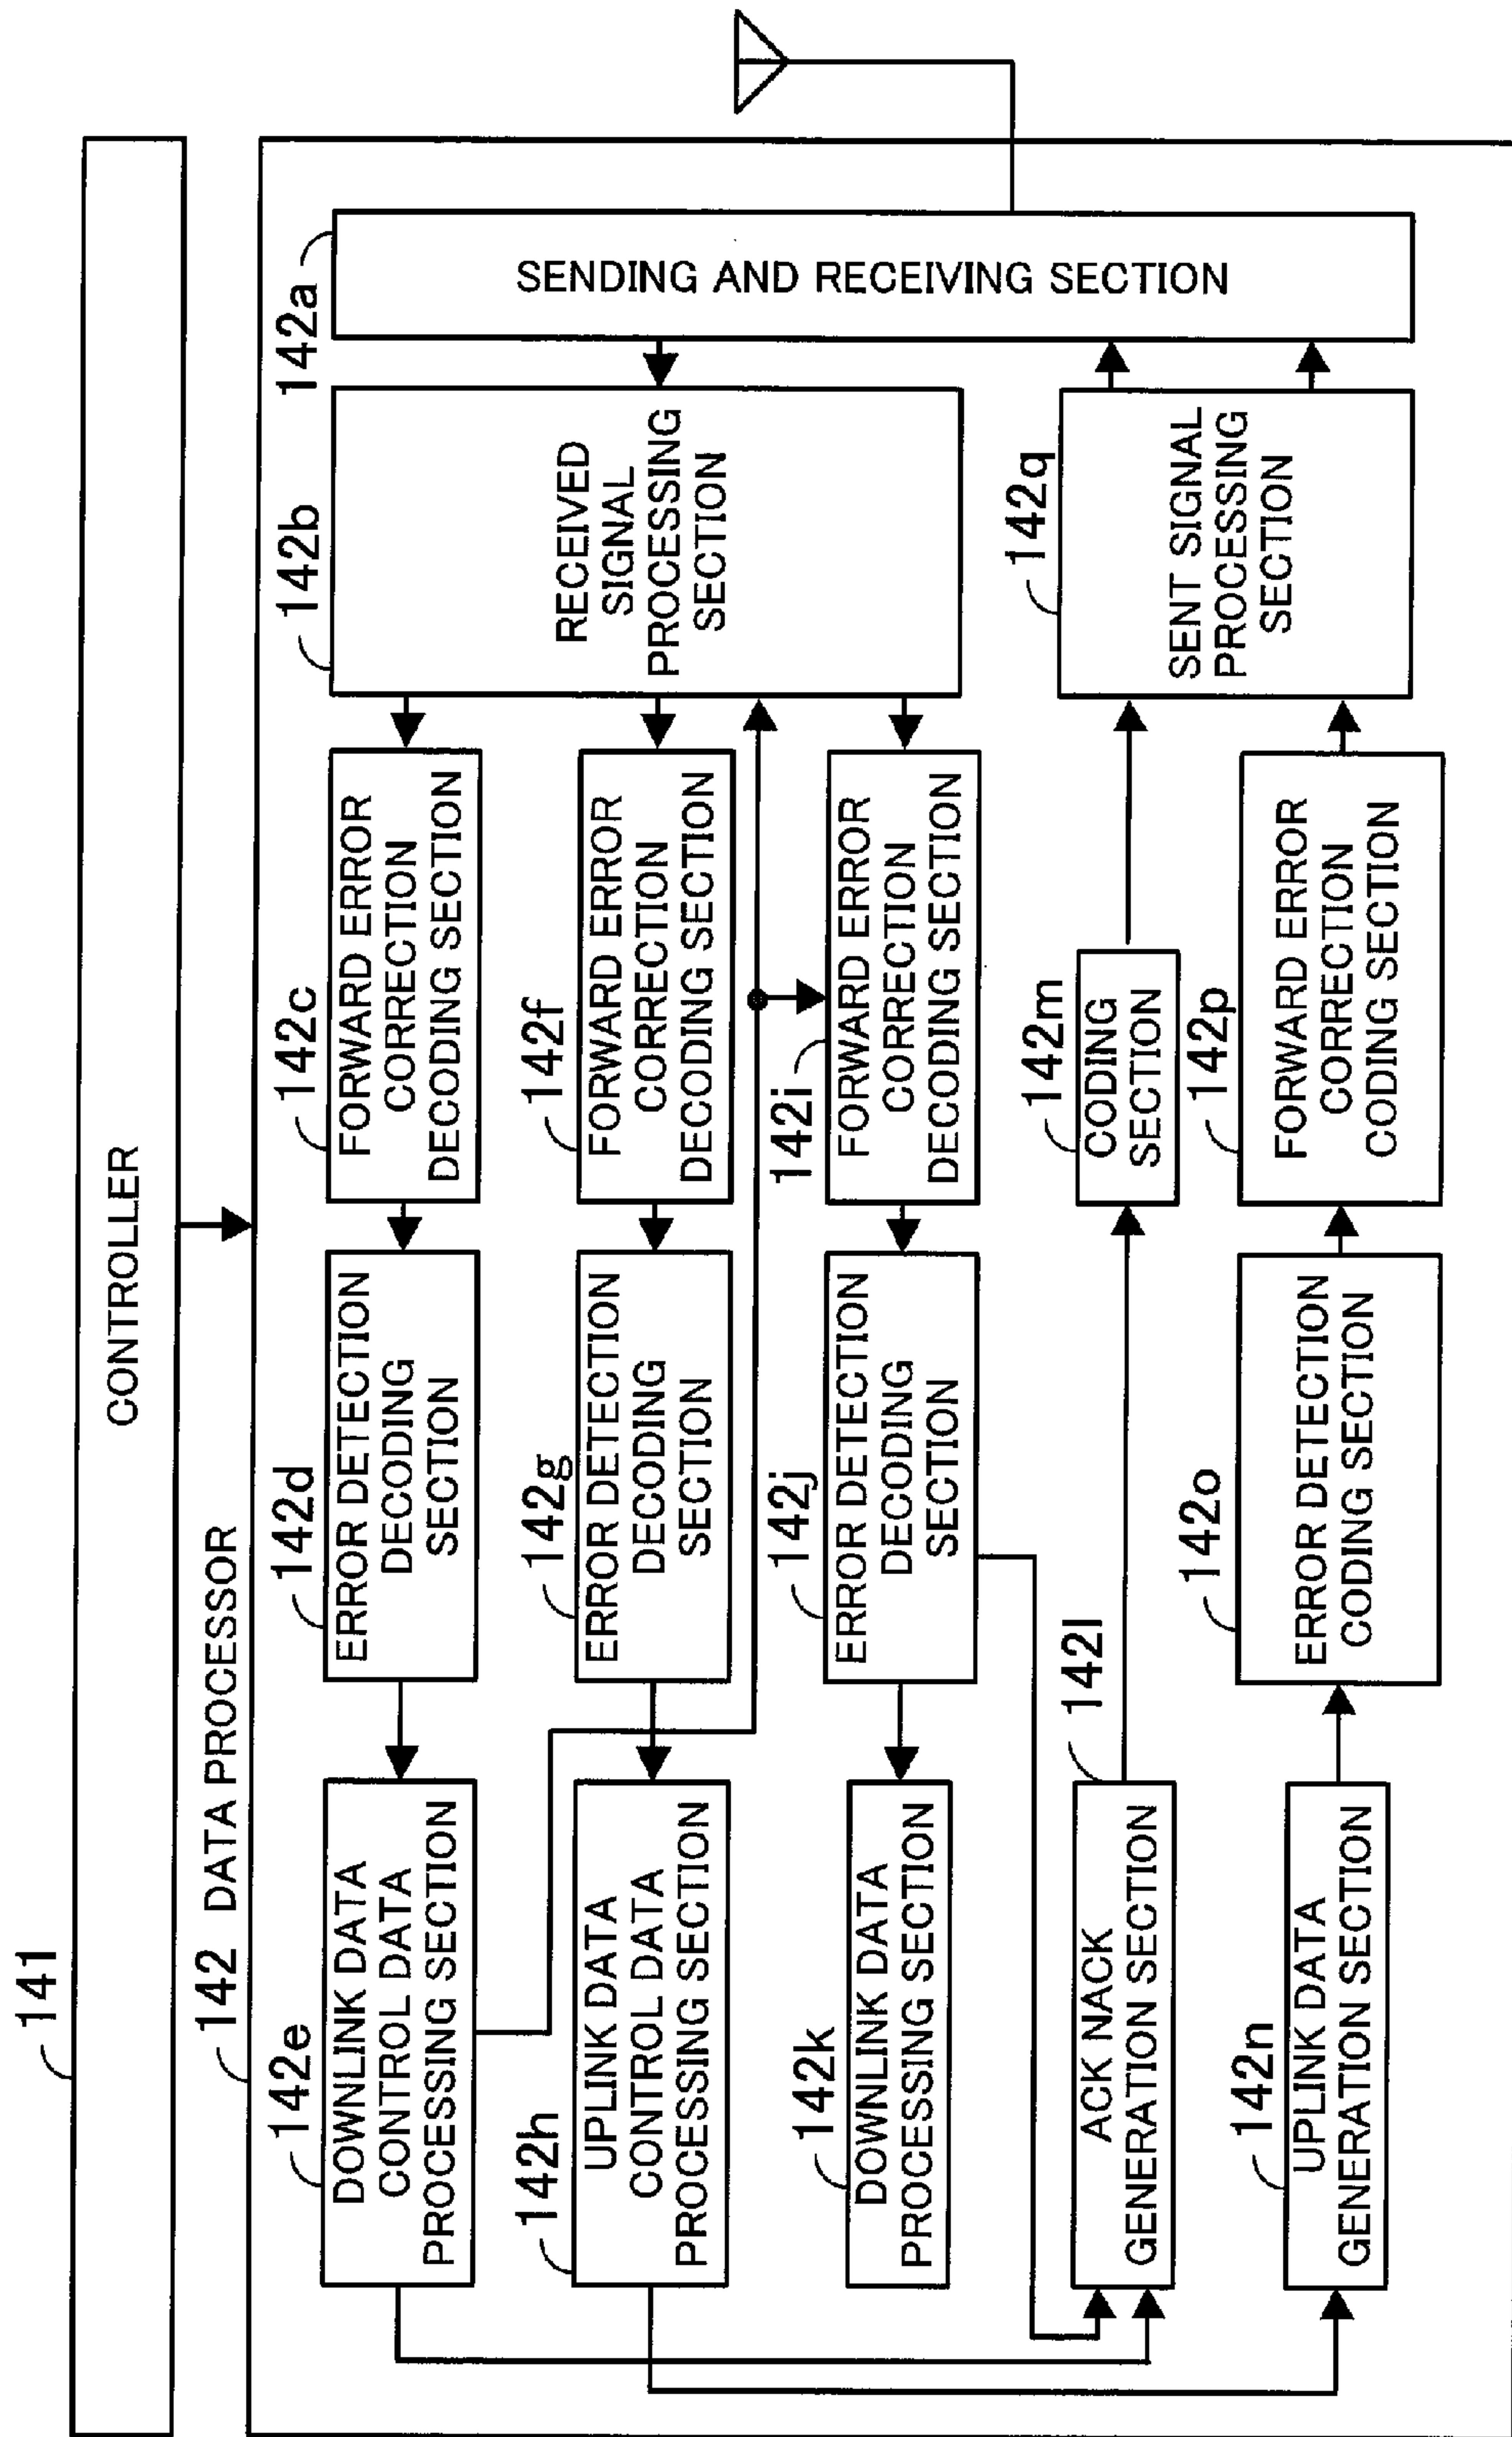 141
CONTROLLER
142 DATA PROCESSOR
142e
DOWNLINK DATA
CONTROL DATA
PROCESSING SECTION
142d
ERROR DETECTION
DECODING
SECTION
142c
FORWARD ERROR
CORRECTION
DECODING SECTION
142b
RECEIVED
SIGNAL
PROCESSING
SECTION
142a
SENDING AND RECEIVING SECTION
142h
UPLINK DATA
CONTROL DATA
PROCESSING SECTION
142g
ERROR DETECTION
DECODING
SECTION
142f
FORWARD ERROR
CORRECTION
DECODING SECTION
142k
DOWNLINK DATA
PROCESSING SECTION
142j
ERROR DETECTION
DECODING
SECTION
142i
FORWARD ERROR
CORRECTION
DECODING SECTION
ACK NACK
GENERATION SECTION
142l
142m
CODING
SECTION
142q
SENT SIGNAL
PROCESSING
SECTION
142n
UPLINK DATA
GENERATION SECTION
142o
ERROR DETECTION
CODING SECTION
142p
FORWARD ERROR
CORRECTION
CODING SECTION